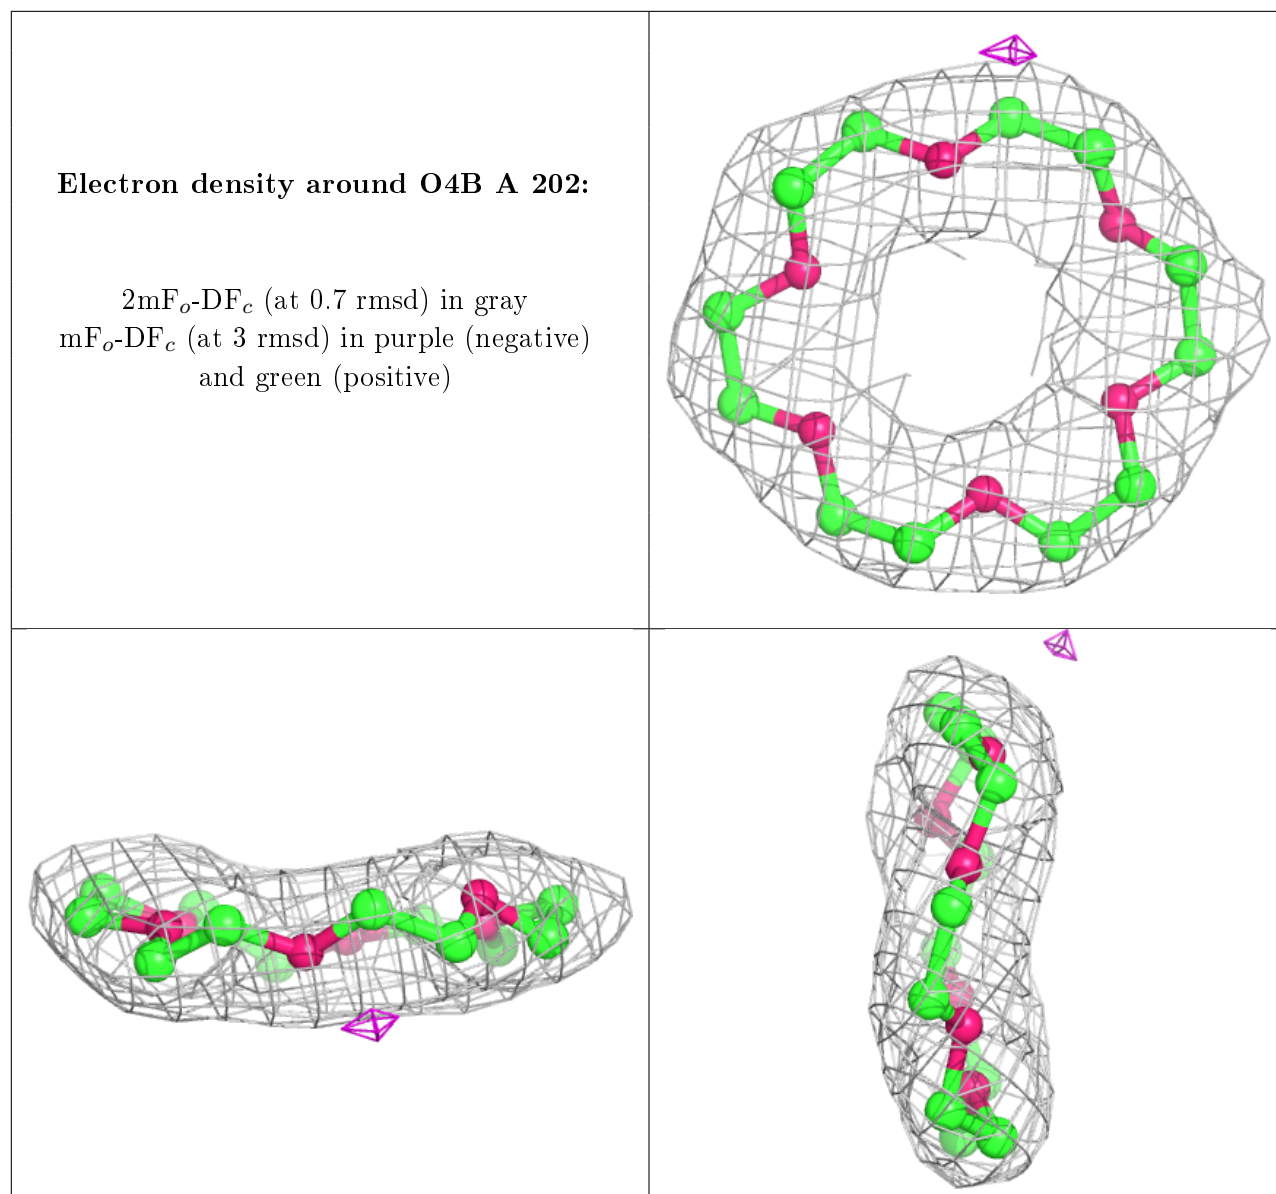 Electron density around O4B A 202:
2mFo-DFc (at 0.7 rmsd) in gray
mFo-DFc (at 3 rmsd) in purple (negative)
and green (positive)